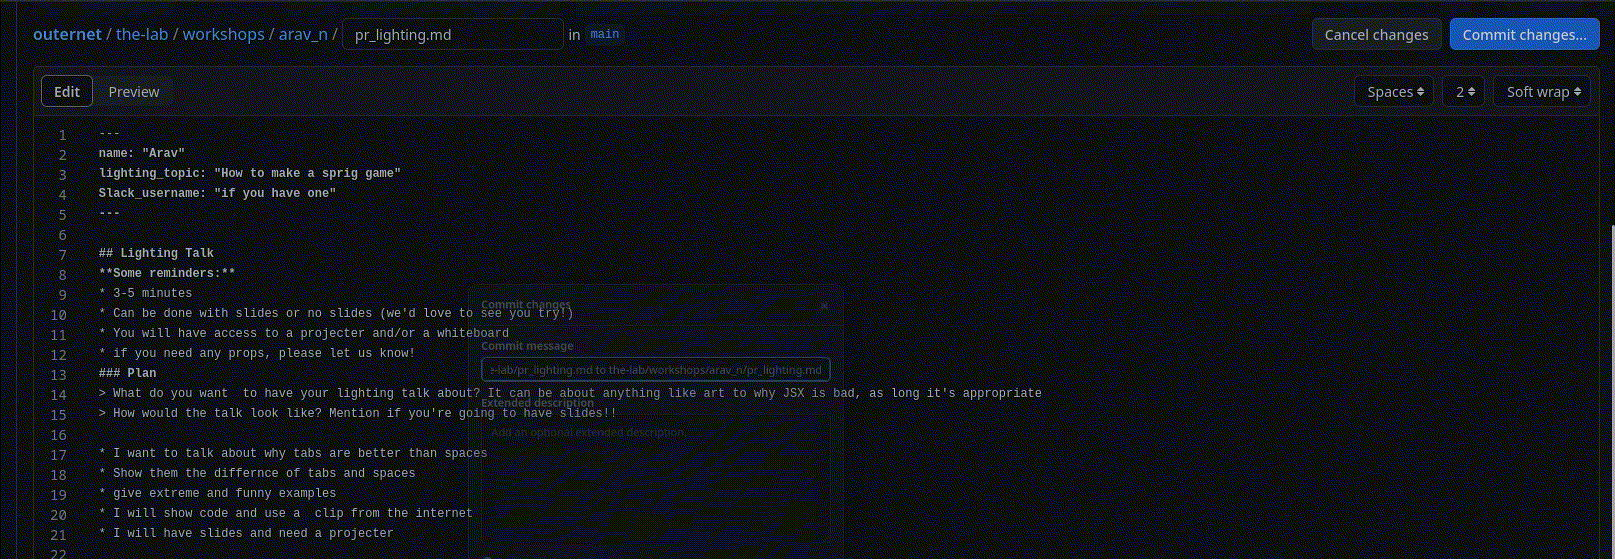 outernet / the-lab / workshops / arav_n / pr_lighting.md in main Cancel changes Commit changes...
Edit Preview Spaces 2 Soft wrap
1 ---
2 name: "Arav"
3 lighting_topic: "How to make a sprig game"
4 Slack_username: "if you have one"
5 ---
6
7 ## Lighting Talk
8 **Some reminders:**
9 * 3-5 minutes
10 * Can be done with slides or no slides (we'd love to see you try!)
11 * You will have access to a projecter and/or a whiteboard
12 * if you need any props, please let us know!
13 ### Plan
14 > What do you want  to have your lighting talk about? It can be about anything like art to why JSX is bad, as long it's appropriate
15 > How would the talk look like? Mention if you're going to have slides!!
16
17 * I want to talk about why tabs are better than spaces
18 * Show them the differnce of tabs and spaces
19 * give extreme and funny examples
20 * I will show code and use a  clip from the internet
21 * I will have slides and need a projecter
22
Commit changes
Commit message
-lab/pr_lighting.md to the-lab/workshops/arav_n/pr_lighting.md
Extended description
Add an optional extended description..